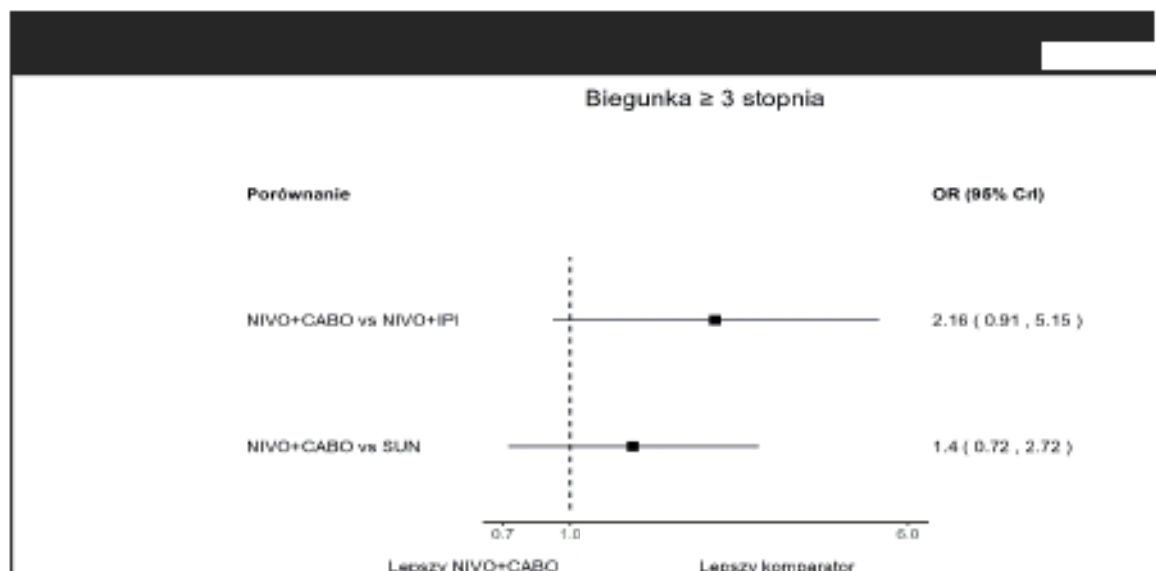 Biegunka ≥ 3 stopnia
Porównanie OR (95% CrI)
NIVO+CABO vs NIVO+IPI 2.16 ( 0.91 , 5.15 )
NIVO+CABO vs SUN 1.4 ( 0.72 , 2.72 )
0.7 1.0 6.0
Lepszy NIVO+CABO Lepszy komparator